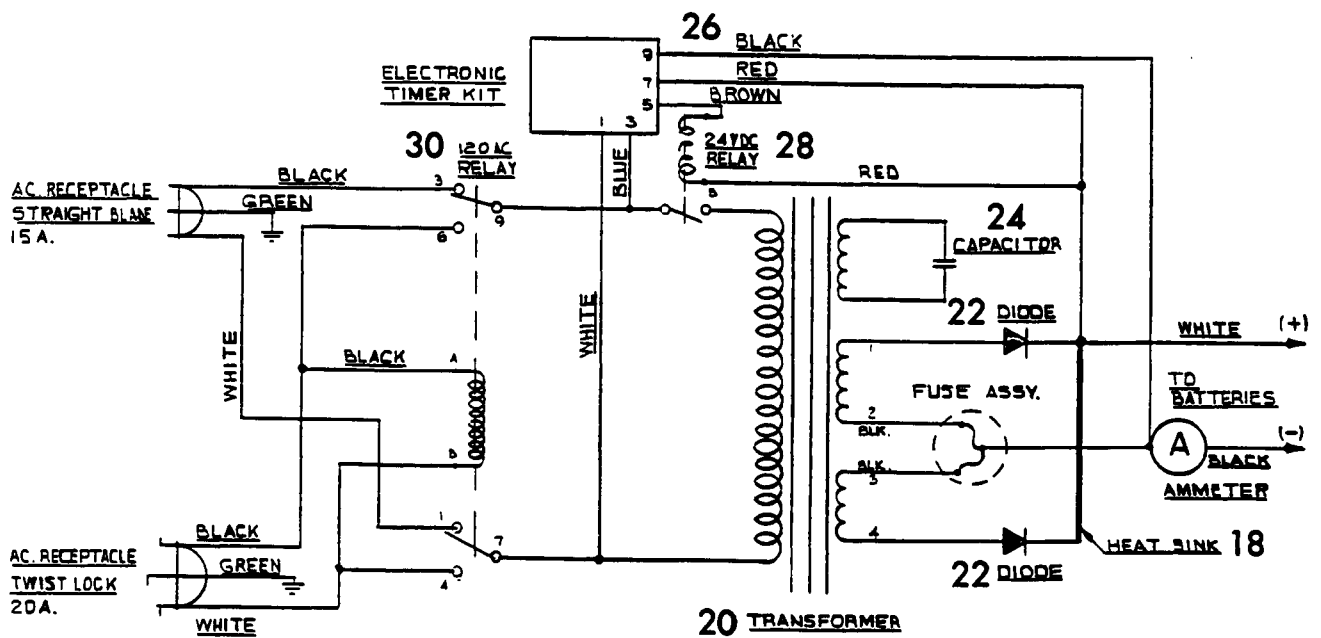 26
BLACK
9
RED
7
BROWN
5
1
3
ELECTRONIC
TIMER KIT
30
120AC
RELAY
24VDC
RELAY
28
BLUE
RED
A.C. RECEPTACLE
STRAIGHT BLADE
15A.
BLACK
GREEN
3
9
6
8
24
CAPACITOR
22 DIODE
WHITE
WHITE
BLACK
A
B
1
7
4
1
2
BLK.
BLK.
3
4
FUSE ASSY.
WHITE
(+)
TO
BATTERIES
(-)
A
BLACK
AMMETER
HEAT SINK 18
22 DIODE
A.C. RECEPTACLE
TWIST LOCK
20A.
BLACK
GREEN
WHITE
20 TRANSFORMER